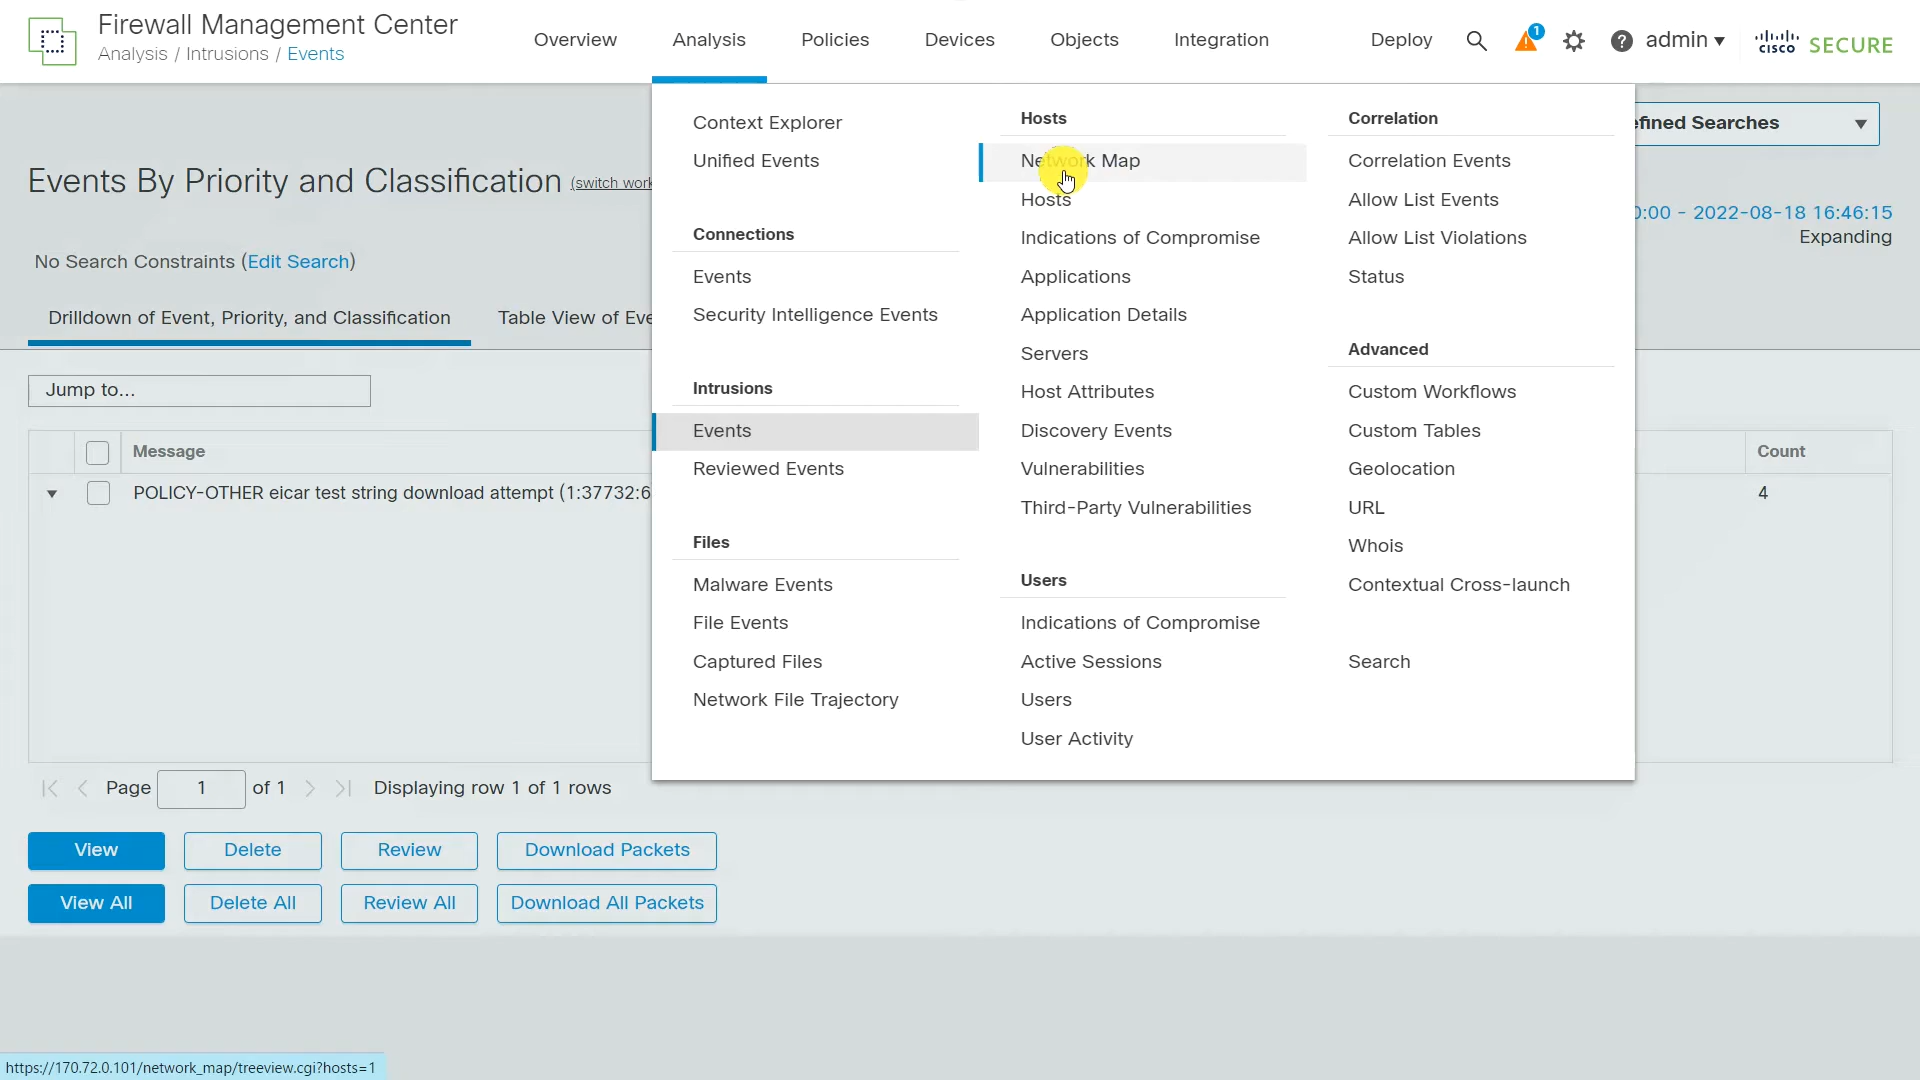 Firewall Management Center
Analysis / Intrusions / Events
Overview
Analysis
Policies
Devices
Objects
Integration
Deploy
1
admin
cisco SECURE
Events By Priority and Classification (switch work
No Search Constraints (Edit Search)
Drilldown of Event, Priority, and Classification
Table View of Eve
Jump to...
Message
POLICY-OTHER eicar test string download attempt (1:37732:6
Context Explorer
Unified Events
Connections
Events
Security Intelligence Events
Intrusions
Events
Reviewed Events
Files
Malware Events
File Events
Captured Files
Network File Trajectory
Hosts
Network Map
Hosts
Indications of Compromise
Applications
Application Details
Servers
Host Attributes
Discovery Events
Vulnerabilities
Third-Party Vulnerabilities
Users
Indications of Compromise
Active Sessions
Users
User Activity
Correlation
Correlation Events
Allow List Events
Allow List Violations
Status
Advanced
Custom Workflows
Custom Tables
Geolocation
URL
Whois
Contextual Cross-launch
Search
efined Searches
0:00 - 2022-08-18 16:46:15
Expanding
Count
4
Page 1 of 1 Displaying row 1 of 1 rows
View
Delete
Review
Download Packets
View All
Delete All
Review All
Download All Packets
https://170.72.0.101/network_map/treeview.cgi?hosts=1